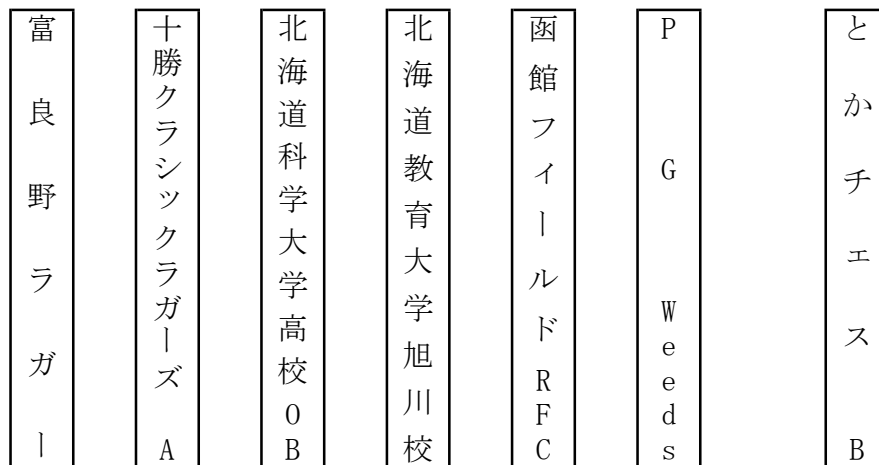 富良野ラガー
十勝クラシックラガーズ A
北海道科学大学高校OB
北海道教育大学旭川校
函館フィールドRFC
PG Weeds
とかチェス B